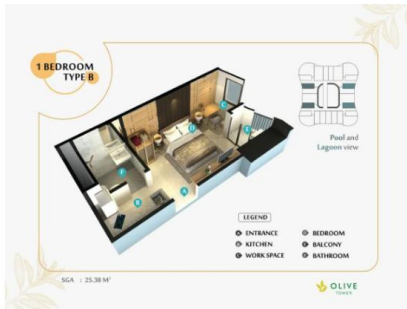 1 BEDROOM
TYPE B
Pool and
Lagoon view
LEGEND
A ENTRANCE
B KITCHEN
C WORK SPACE
D BEDROOM
E BALCONY
F BATHROOM
SGA : 25.38 M²
OLIVE
TOWER